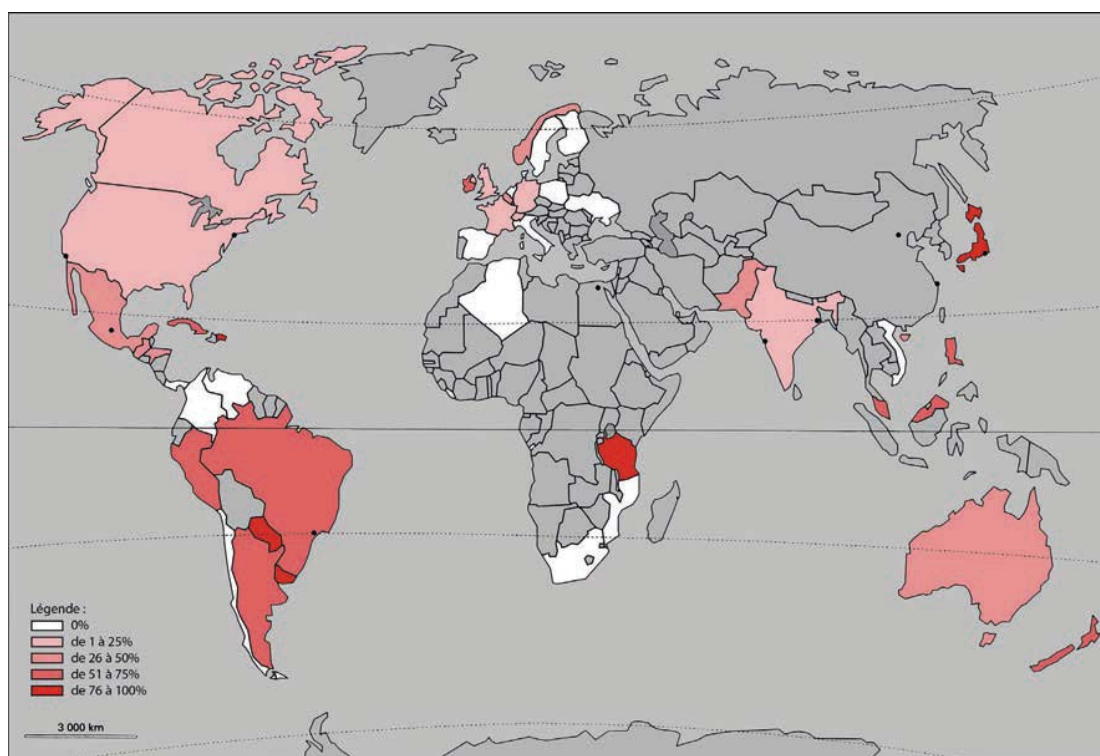 Légende :
0%
de 1 à 25%
de 26 à 50%
de 51 à 75%
de 76 à 100%
3 000 km